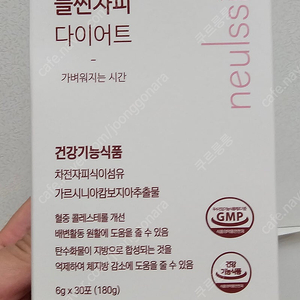 늘씬차피
다이어트
- 가벼워지는 시간 -
neulss
건강기능식품
차전자피식이섬유
가르시니아캄보지아추출물
혈중 콜레스테롤 개선
배변활동 원활에 도움을 줄 수 있음
탄수화물이 지방으로 합성되는 것을
억제하여 체지방 감소에 도움을 줄 수 있음
6g x 30포 (180g)
GMP
건강
기능식품